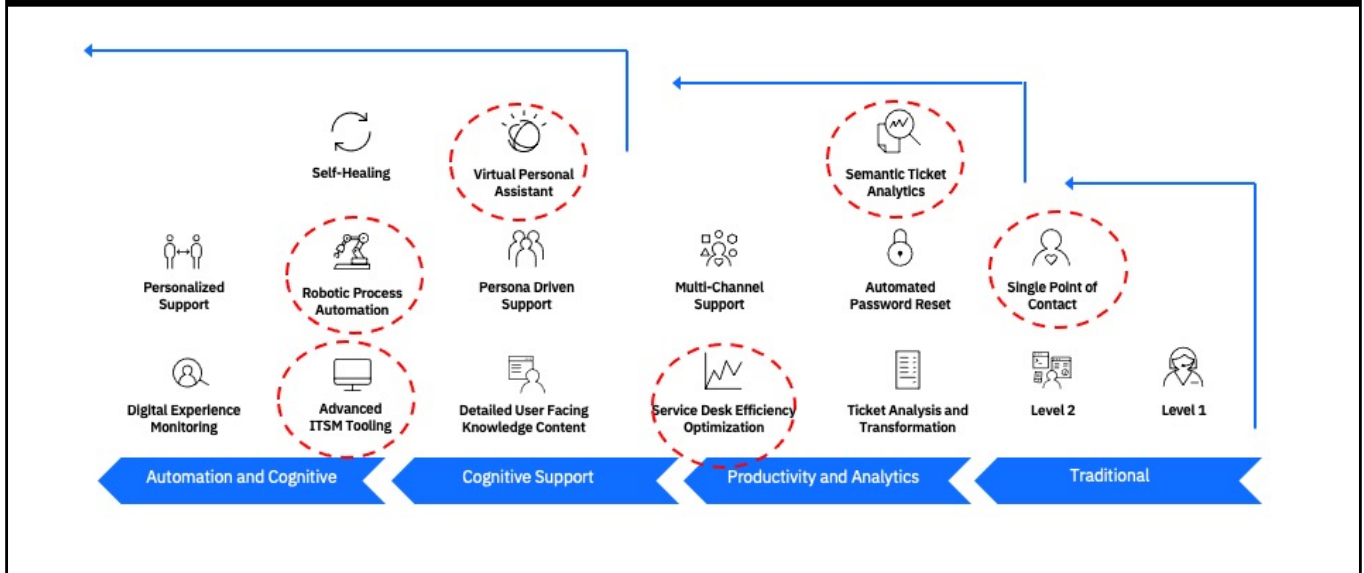 Self-Healing
Virtual Personal
Assistant
Semantic Ticket
Analytics
Personalized
Support
Robotic Process
Automation
Persona Driven
Support
Multi-Channel
Support
Automated
Password Reset
Single Point of
Contact
Digital Experience
Monitoring
Advanced
ITSM Tooling
Detailed User Facing
Knowledge Content
Service Desk Efficiency
Optimization
Ticket Analysis and
Transformation
Level 2
Level 1
Automation and Cognitive
Cognitive Support
Productivity and Analytics
Traditional